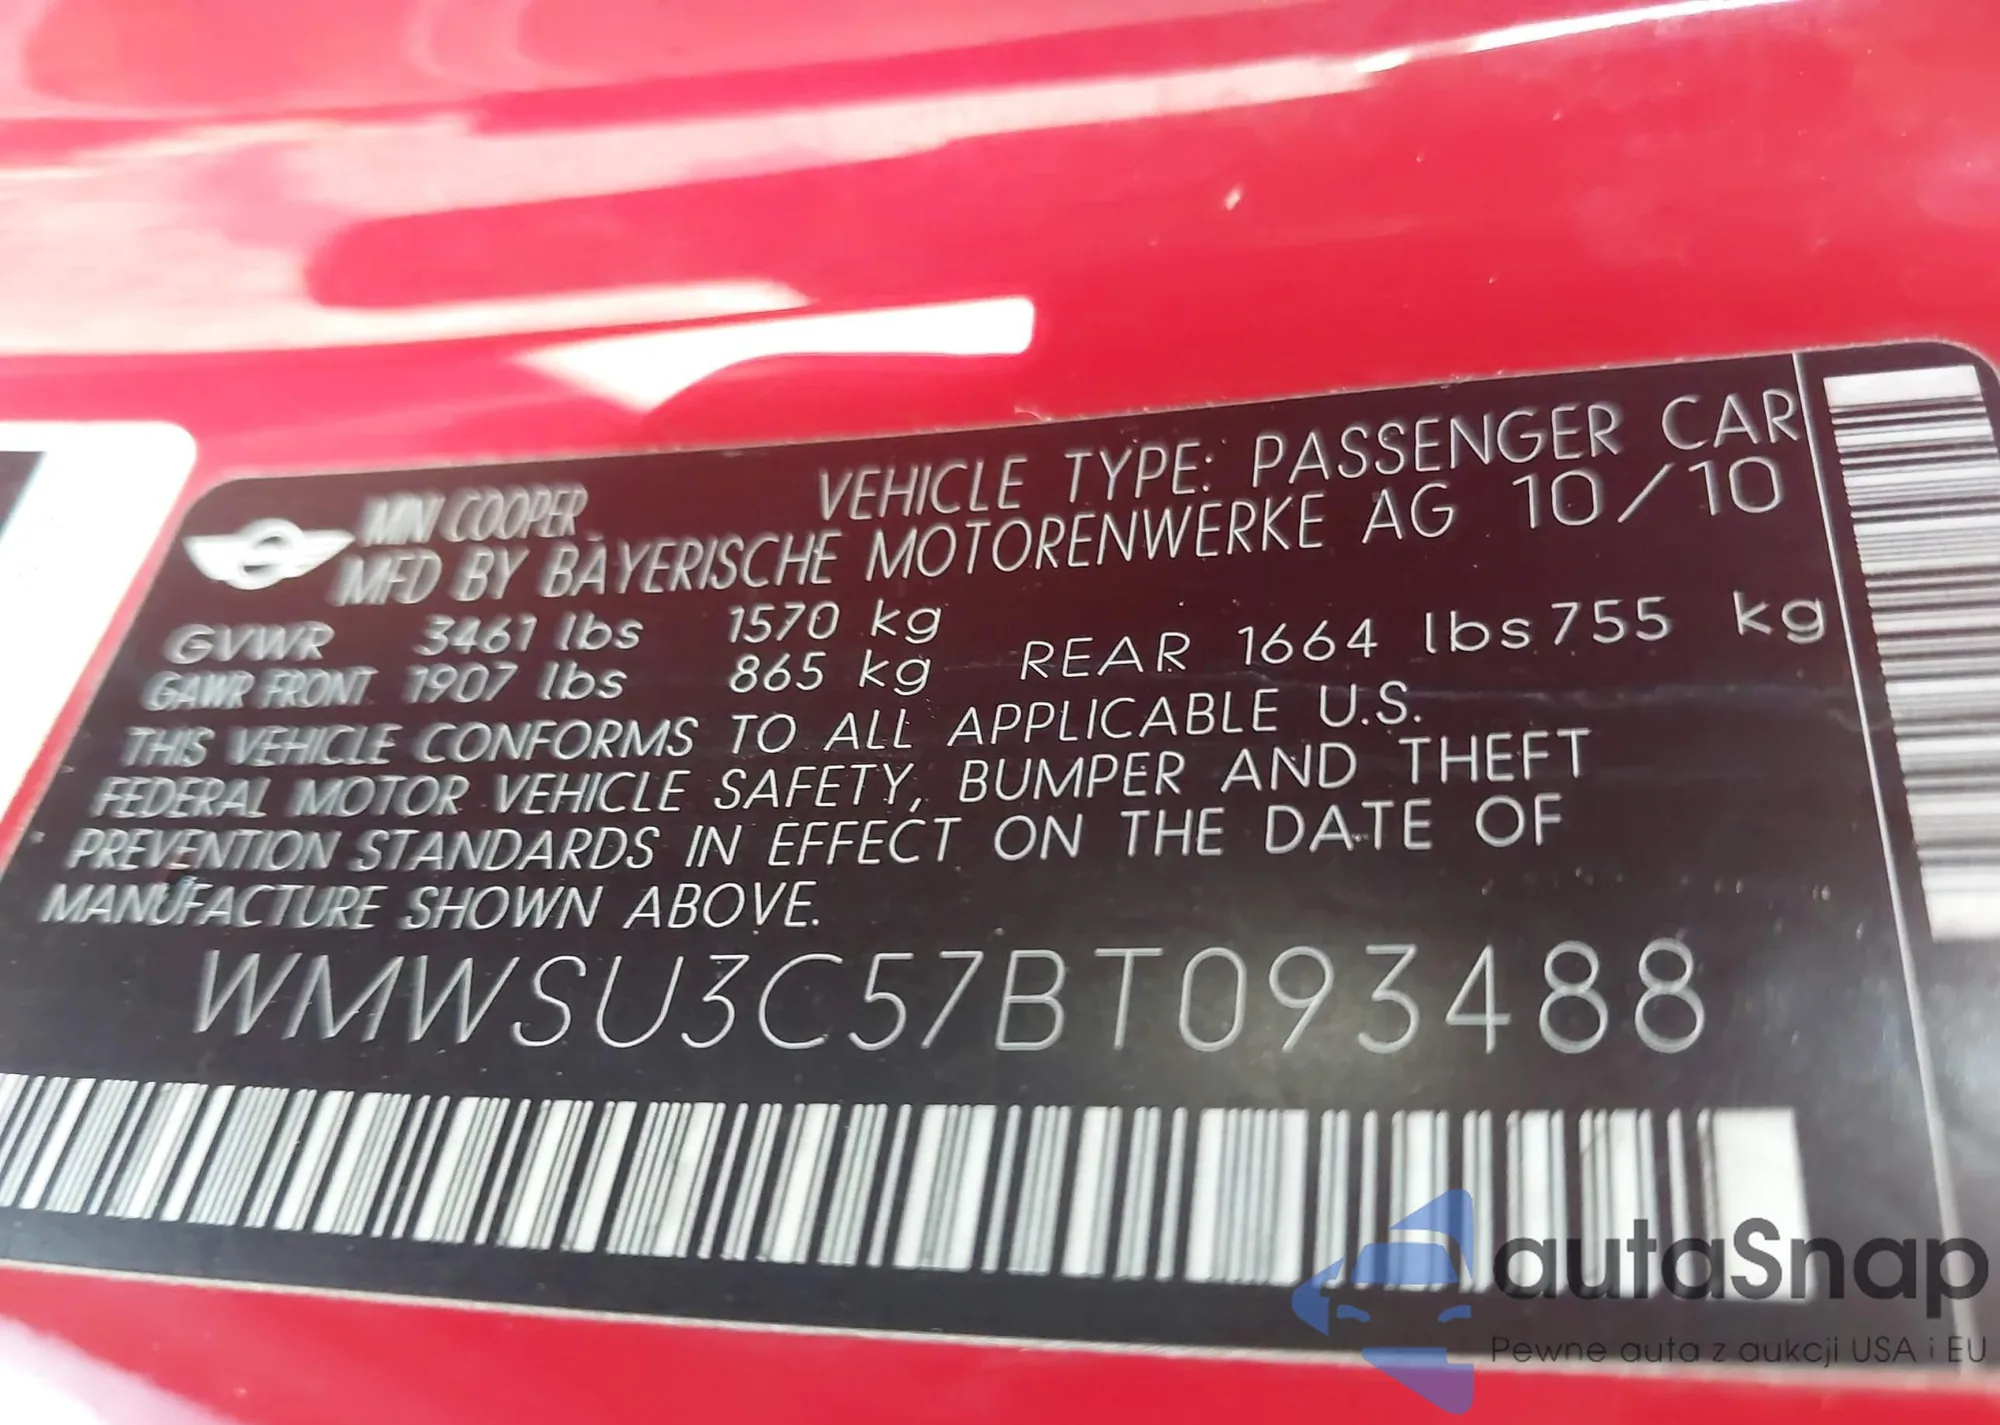 MINI COOPER VEHICLE TYPE: PASSENGER CAR
MFD BY BAYERISCHE MOTORENWERKE AG 10/10
GVWR 3461 lbs 1570 kg
GAWR FRONT 1907 lbs 865 kg REAR 1664 lbs 755 kg
THIS VEHICLE CONFORMS TO ALL APPLICABLE U.S.
FEDERAL MOTOR VEHICLE SAFETY, BUMPER AND THEFT
PREVENTION STANDARDS IN EFFECT ON THE DATE OF
MANUFACTURE SHOWN ABOVE.
WMWSU3C57BT093488
autaSnap
Pewne auta z aukcji USA i EU